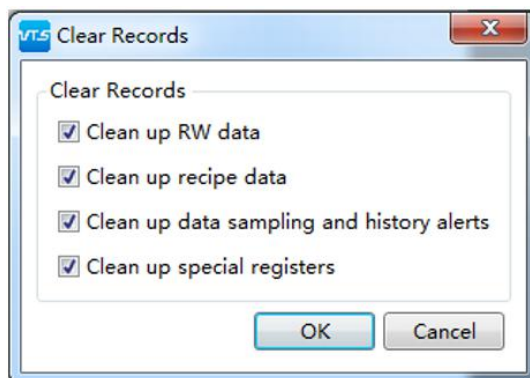 VTS Clear Records
Clear Records
Clean up RW data
Clean up recipe data
Clean up data sampling and history alerts
Clean up special registers
OK Cancel